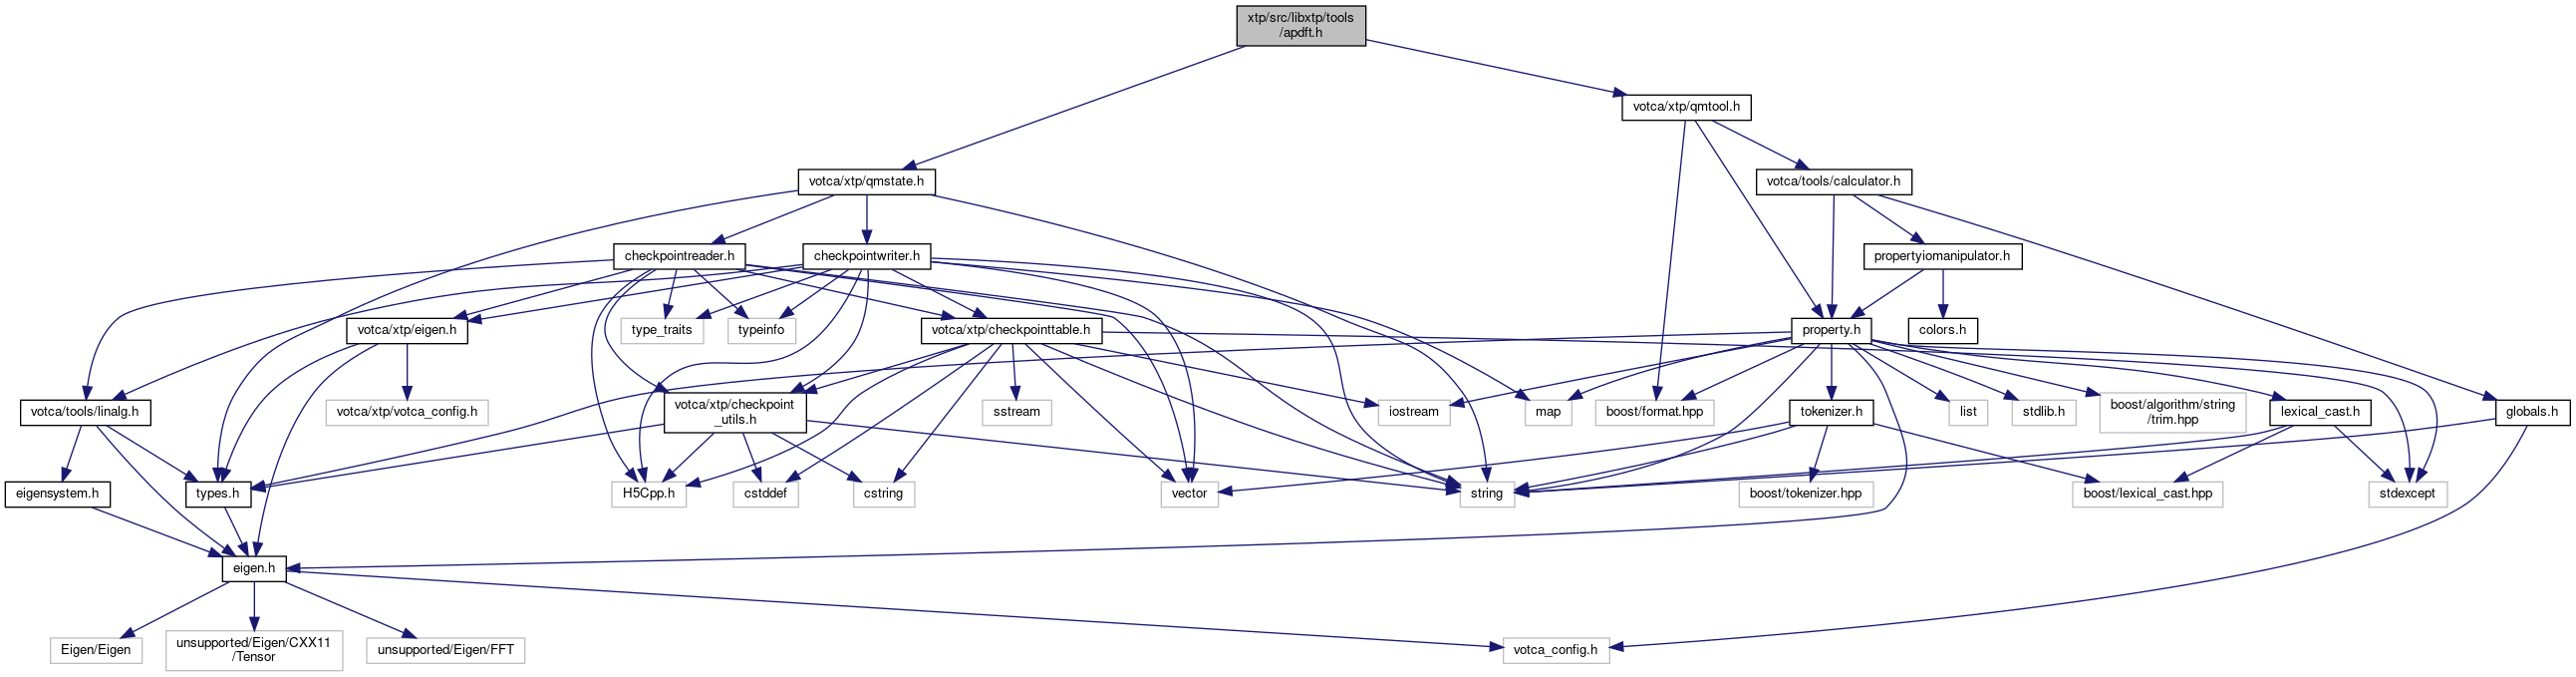 xtp/src/libxtp/tools
/apdft.h
votca/xtp/qmtool.h
votca/xtp/qmstate.h
votca/tools/calculator.h
checkpointreader.h
checkpointwriter.h
propertyiomanipulator.h
votca/xtp/eigen.h
type_traits
typeinfo
votca/xtp/checkpointtable.h
property.h
colors.h
votca/tools/linalg.h
votca/xtp/votca_config.h
votca/xtp/checkpoint
_utils.h
sstream
iostream
map
boost/format.hpp
tokenizer.h
list
stdlib.h
boost/algorithm/string
/trim.hpp
lexical_cast.h
globals.h
eigensystem.h
types.h
H5Cpp.h
cstddef
cstring
vector
string
boost/tokenizer.hpp
boost/lexical_cast.hpp
stdexcept
eigen.h
Eigen/Eigen
unsupported/Eigen/CXX11
/Tensor
unsupported/Eigen/FFT
votca_config.h